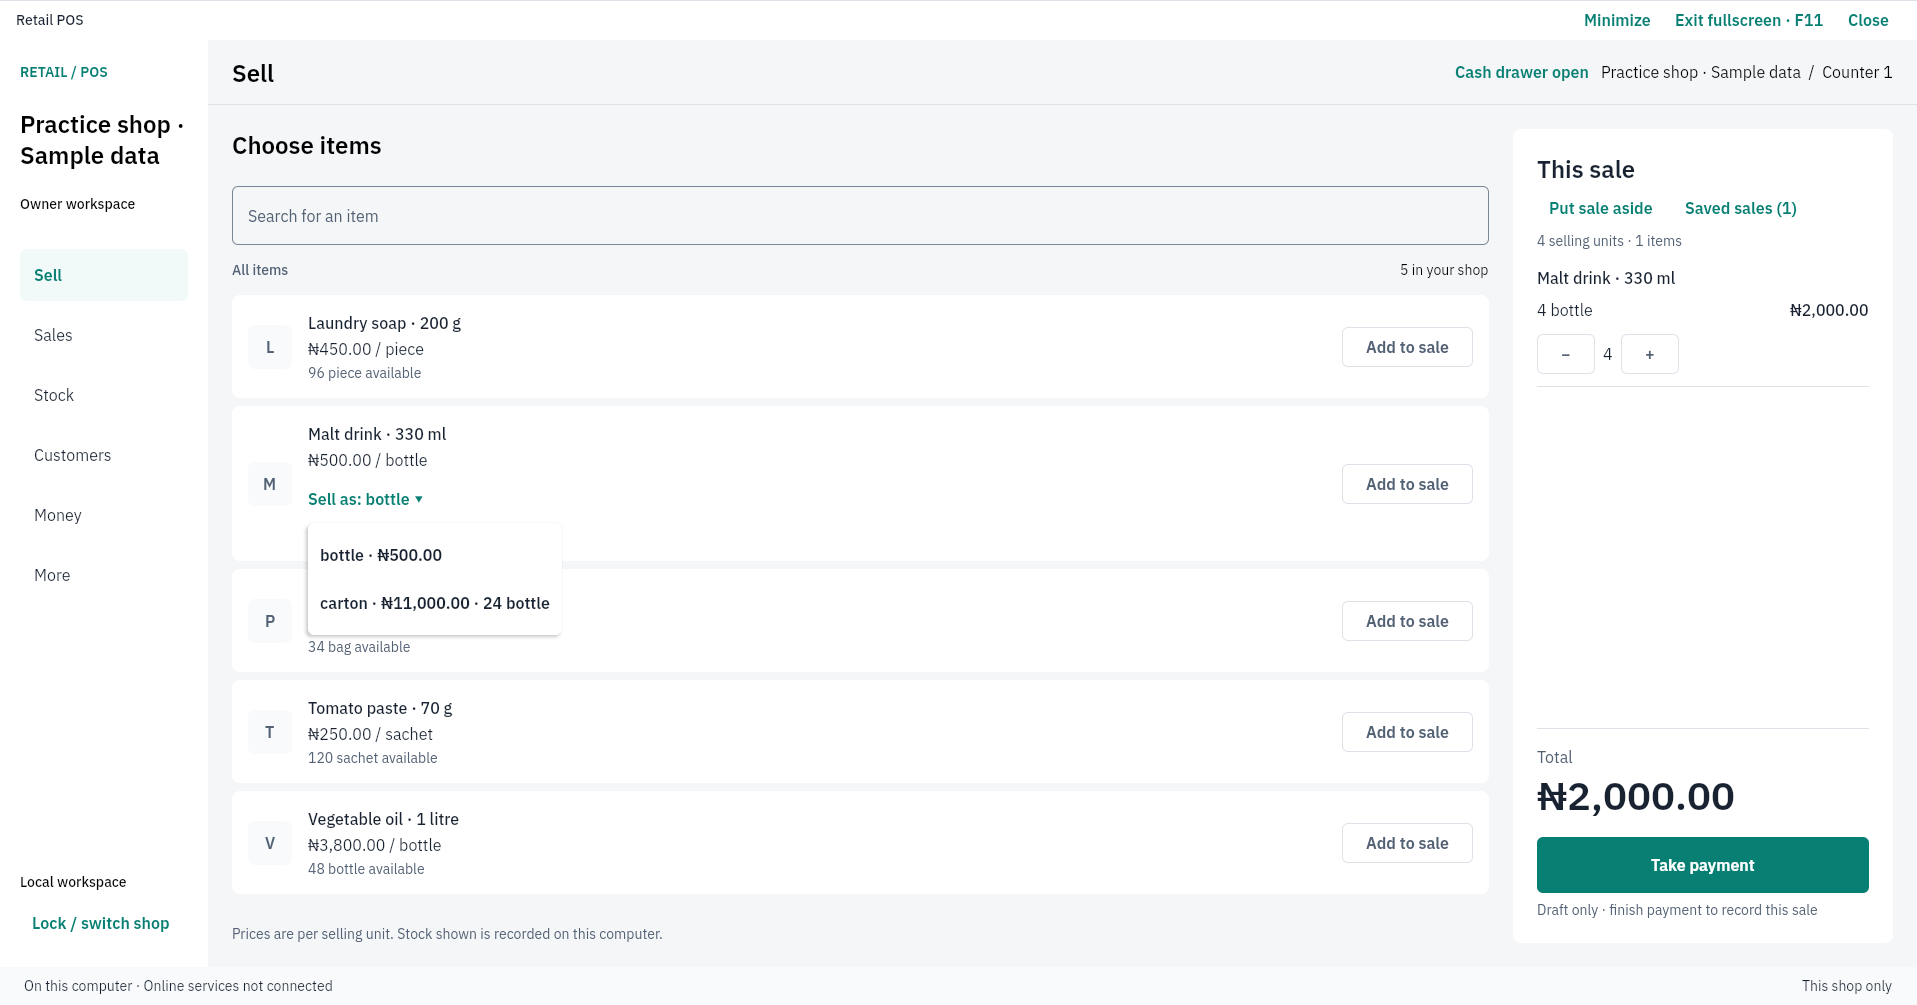 Retail POS
Minimize
Exit fullscreen · F11
Close
RETAIL / POS
Practice shop ·
Sample data
Owner workspace
Sell
Sales
Stock
Customers
Money
More
Local workspace
Lock / switch shop
Sell
Cash drawer open
Practice shop · Sample data / Counter 1
Choose items
Search for an item
All items
5 in your shop
L
Laundry soap · 200 g
₦450.00 / piece
96 piece available
Add to sale
M
Malt drink · 330 ml
₦500.00 / bottle
Sell as: bottle ▾
Add to sale
bottle · ₦500.00
carton · ₦11,000.00 · 24 bottle
P
34 bag available
Add to sale
T
Tomato paste · 70 g
₦250.00 / sachet
120 sachet available
Add to sale
V
Vegetable oil · 1 litre
₦3,800.00 / bottle
48 bottle available
Add to sale
Prices are per selling unit. Stock shown is recorded on this computer.
This sale
Put sale aside
Saved sales (1)
4 selling units · 1 items
Malt drink · 330 ml
4 bottle
₦2,000.00
− 4 +
Total
₦2,000.00
Take payment
Draft only · finish payment to record this sale
On this computer · Online services not connected
This shop only